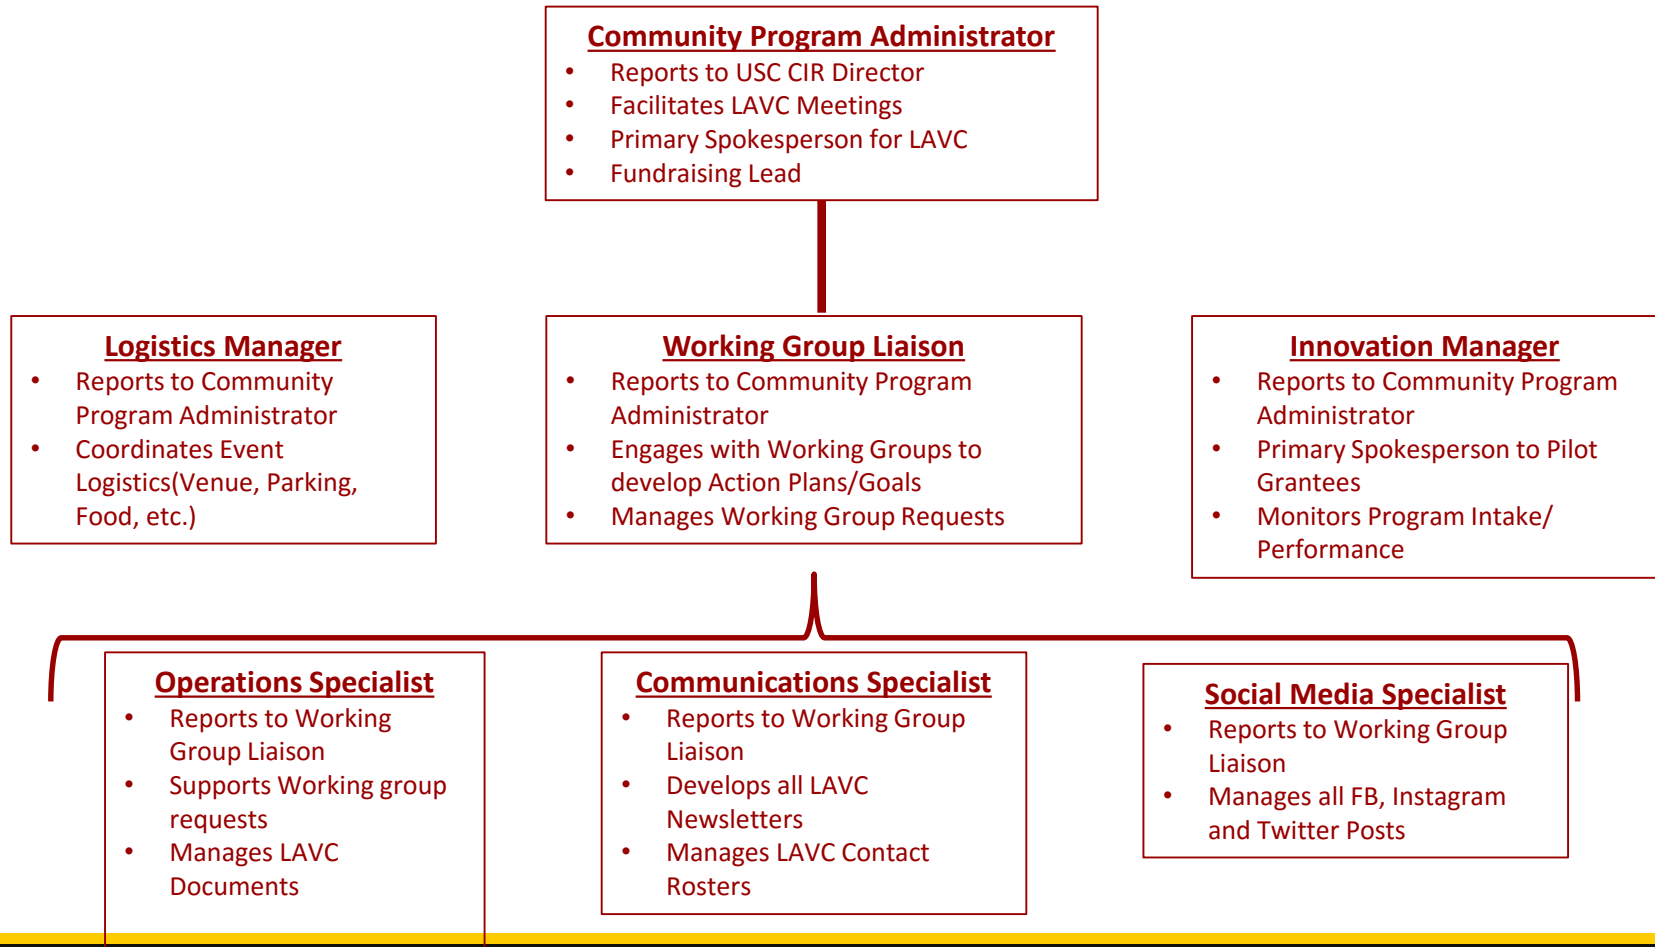 Community Program Administrator
• Reports to USC CIR Director
• Facilitates LAVC Meetings
• Primary Spokesperson for LAVC
• Fundraising Lead
Logistics Manager
• Reports to Community
Program Administrator
• Coordinates Event
Logistics(Venue, Parking,
Food, etc.)
Working Group Liaison
• Reports to Community Program
Administrator
• Engages with Working Groups to
develop Action Plans/Goals
• Manages Working Group Requests
Innovation Manager
• Reports to Community Program
Administrator
• Primary Spokesperson to Pilot
Grantees
• Monitors Program Intake/
Performance
Operations Specialist
• Reports to Working
Group Liaison
• Supports Working group
requests
• Manages LAVC
Documents
Communications Specialist
• Reports to Working Group
Liaison
• Develops all LAVC
Newsletters
• Manages LAVC Contact
Rosters
Social Media Specialist
• Reports to Working Group
Liaison
• Manages all FB, Instagram
and Twitter Posts